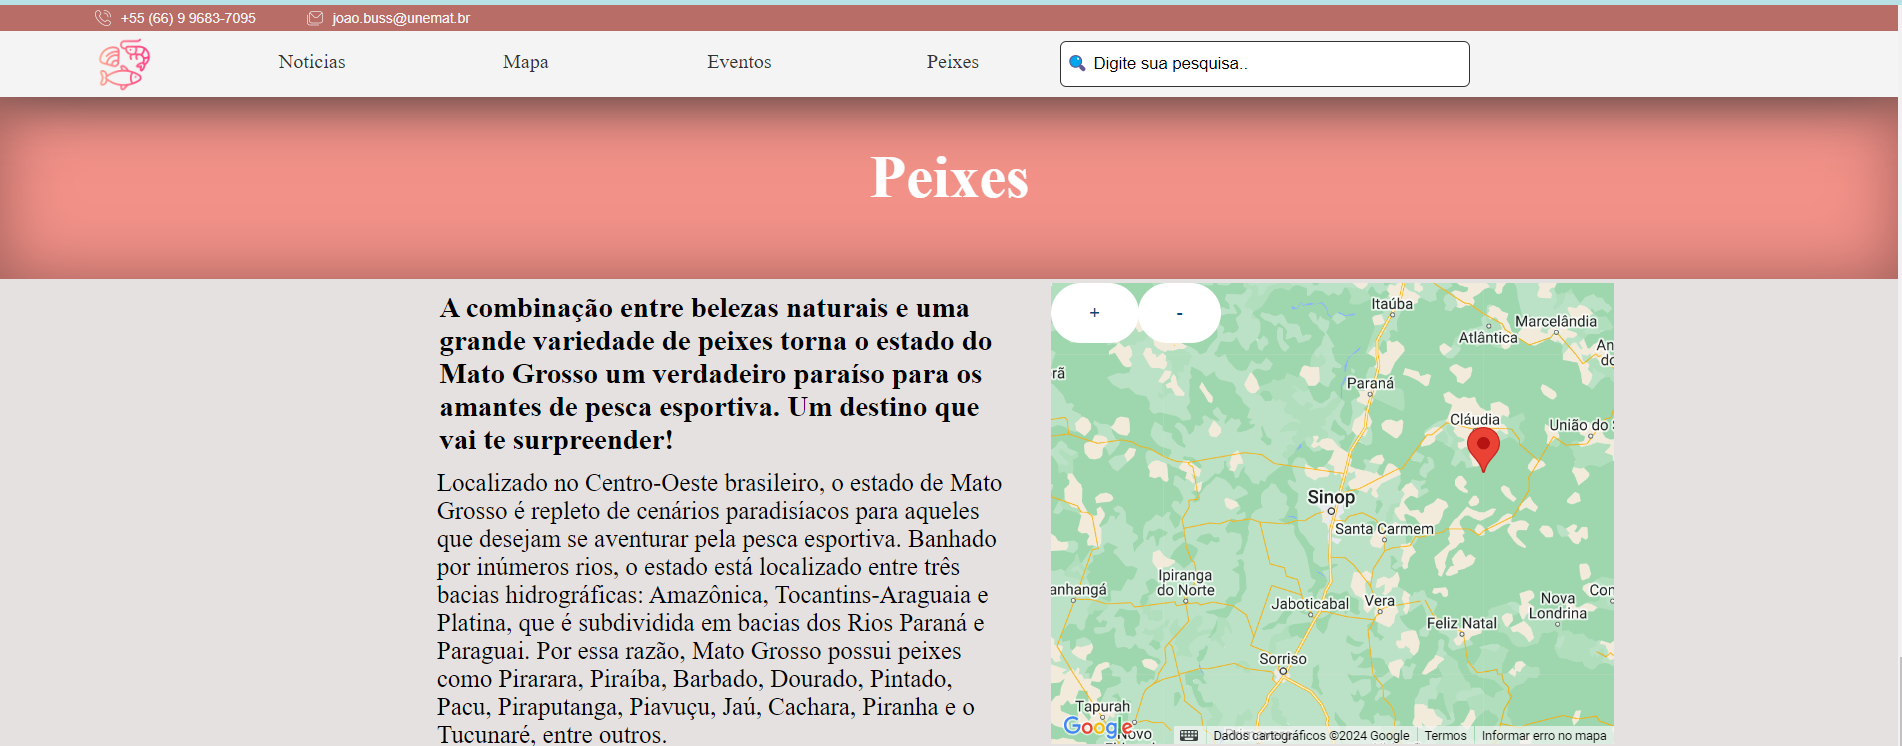 +55 (66) 9 9683-7095
joao.buss@unemat.br
Noticias
Mapa
Eventos
Peixes
Digite sua pesquisa..
Peixes
A combinação entre belezas naturais e uma
grande variedade de peixes torna o estado do
Mato Grosso um verdadeiro paraíso para os
amantes de pesca esportiva. Um destino que
vai te surpreender!
Localizado no Centro-Oeste brasileiro, o estado de Mato
Grosso é repleto de cenários paradisíacos para aqueles
que desejam se aventurar pela pesca esportiva. Banhado
por inúmeros rios, o estado está localizado entre três
bacias hidrográficas: Amazônica, Tocantins-Araguaia e
Platina, que é subdividida em bacias dos Rios Paraná e
Paraguai. Por essa razão, Mato Grosso possui peixes
como Pirarara, Piraíba, Barbado, Dourado, Pintado,
Pacu, Piraputanga, Piavuçu, Jaú, Cachara, Piranha e o
Tucunaré, entre outros.
+
-
Itaúba
Marcelândia
Atlântica
An
do
rã
Paraná
Cláudia
União do S
Sinop
Santa Carmem
Ipiranga
do Norte
anhangá
Jaboticabal
Vera
Nova
Londrina
Con
Feliz Natal
Sorriso
Tapurah
Google
Novo
Dados cartográficos ©2024 Google
Termos
Informar erro no mapa